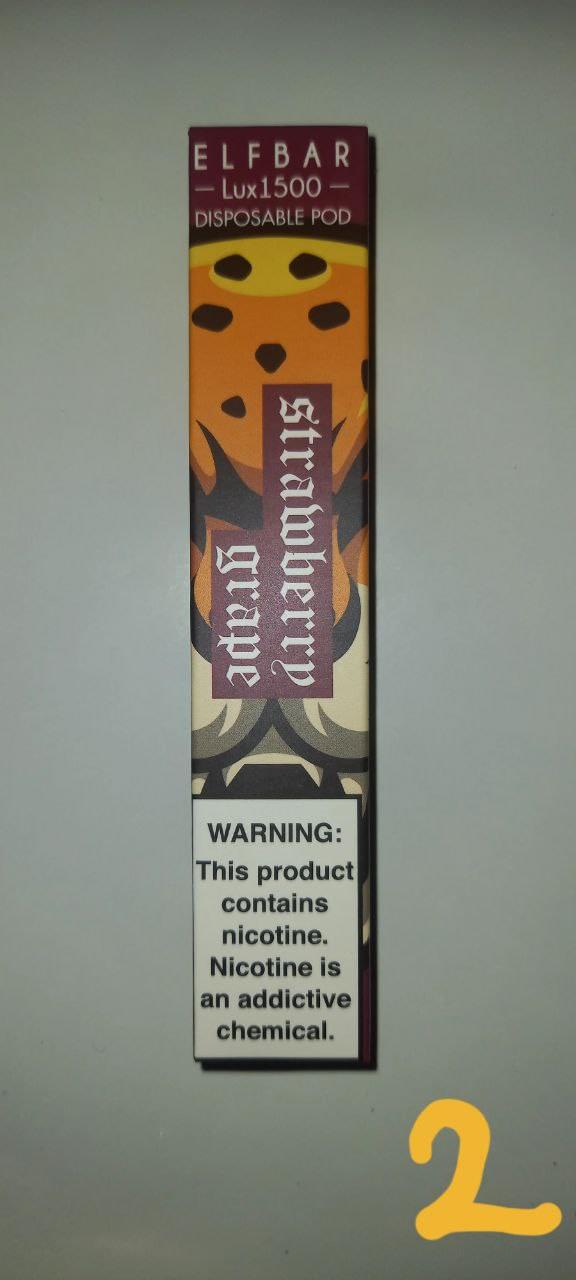 ELFBAR
Lux1500
DISPOSABLE POD
strawberry
grape
WARNING:
This product
contains
nicotine.
Nicotine is
an addictive
chemical.
2